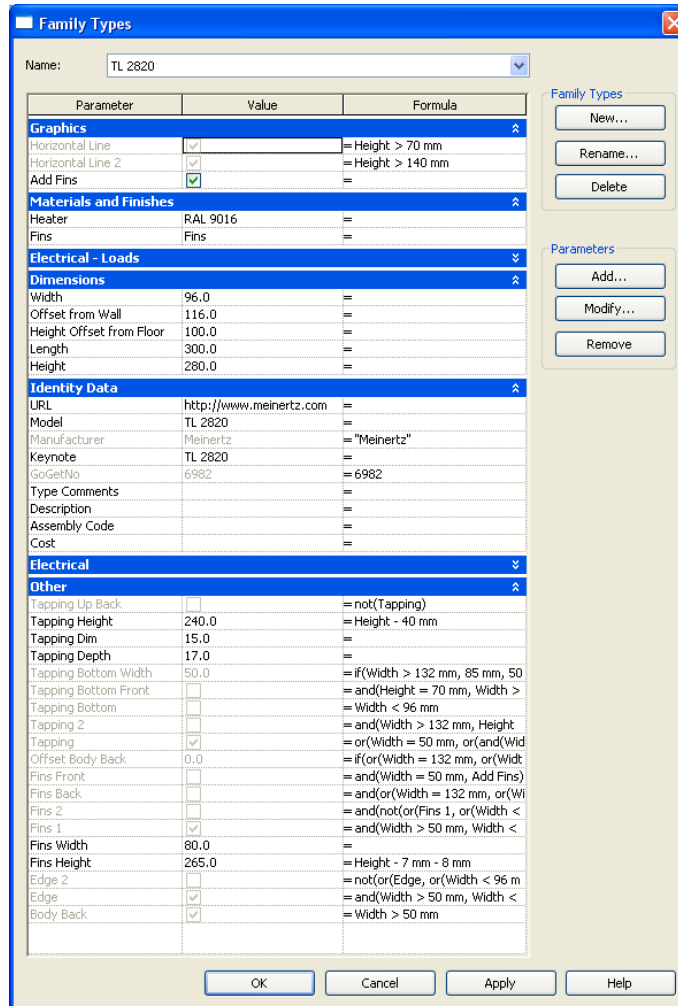 Family Types
Name: TL 2820
Parameter Value Formula
Graphics
Horizontal Line = Height > 70 mm
Horizontal Line 2 = Height > 140 mm
Add Fins =
Materials and Finishes
Heater RAL 9016 =
Fins Fins =
Electrical - Loads
Dimensions
Width 96.0 =
Offset from Wall 116.0 =
Height Offset from Floor 100.0 =
Length 300.0 =
Height 280.0 =
Identity Data
URL http://www.meinertz.com =
Model TL 2820 =
Manufacturer Meinertz = "Meinertz"
Keynote TL 2820 =
GoGetNo 6982 = 6982
Type Comments =
Description =
Assembly Code =
Cost =
Electrical
Other
Tapping Up Back = not(Tapping)
Tapping Height 240.0 = Height - 40 mm
Tapping Dim 15.0 =
Tapping Depth 17.0 =
Tapping Bottom Width 50.0 = if(Width > 132 mm, 85 mm, 50
Tapping Bottom Front = and(Height = 70 mm, Width >
Tapping Bottom = Width < 96 mm
Tapping 2 = and(Width > 132 mm, Height
Tapping = or(Width = 50 mm, or(and(Wid
Offset Body Back 0.0 = if(or(Width = 132 mm, or(Widt
Fins Front = and(Width = 50 mm, Add Fins)
Fins Back = and(or(Width = 132 mm, or(Wi
Fins 2 = and(not(or(Fins 1, or(Width <
Fins 1 = and(Width > 50 mm, Width <
Fins Width 80.0 =
Fins Height 265.0 = Height - 7 mm - 8 mm
Edge 2 = not(or(Edge, or(Width < 96 m
Edge = and(Width > 50 mm, Width <
Body Back = Width > 50 mm
Family Types
New...
Rename...
Delete
Parameters
Add...
Modify...
Remove
OK Cancel Apply Help